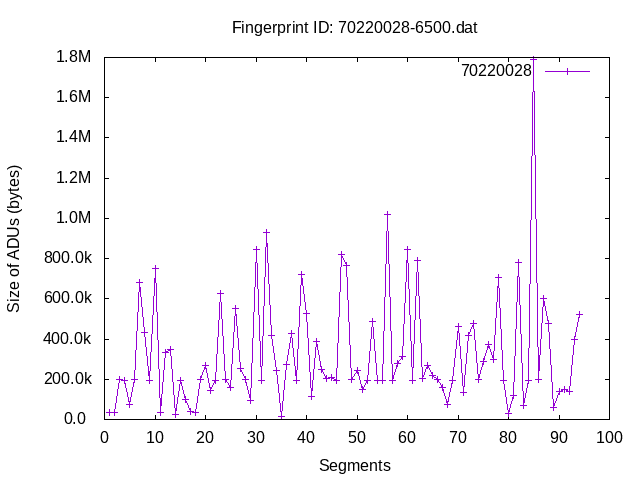 Fingerprint ID: 70220028-6500.dat
70220028
Size of ADUs (bytes)
1.8M
1.6M
1.4M
1.2M
1.0M
800.0k
600.0k
400.0k
200.0k
0.0
0 10 20 30 40 50 60 70 80 90 100
Segments